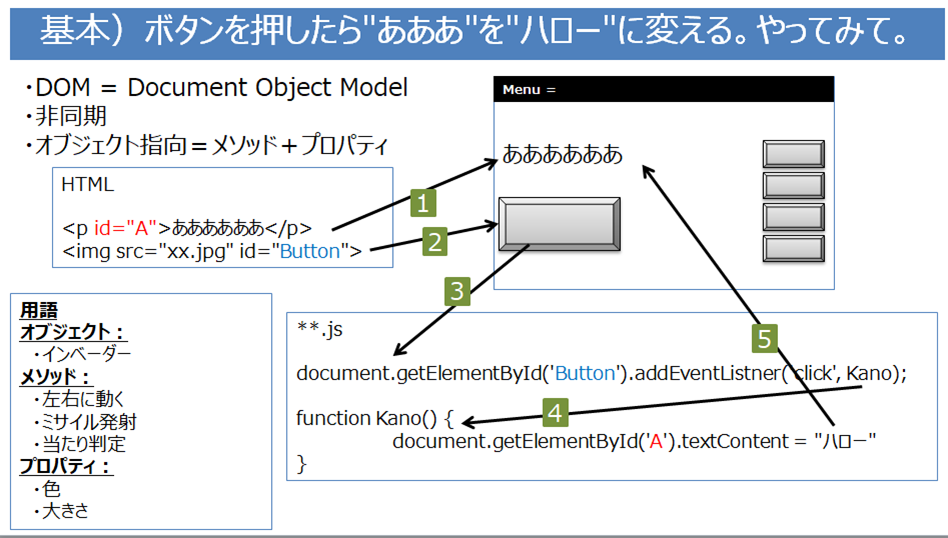 基本）ボタンを押したら"あああ"を"ハロー"に変える。やってみて。
・DOM = Document Object Model
・非同期
・オブジェクト指向＝メソッド＋プロパティ
HTML
<p id="A">ああああああ</p>
<img src="xx.jpg" id="Button">
Menu =
ああああああ
1
2
3
用語
オブジェクト：
・インベーダー
メソッド：
・左右に動く
・ミサイル発射
・当たり判定
プロパティ：
・色
・大きさ
**.js
5
document.getElementById('Button').addEventListner('click', Kano);
4
function Kano() {
document.getElementById('A').textContent = "ハロー"
}